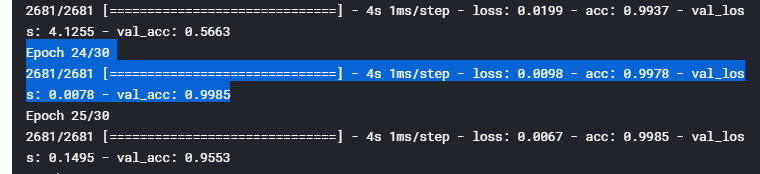 2681/2681 [==============================] - 4s 1ms/step - loss: 0.0199 - acc: 0.9937 - val_los
s: 4.1255 - val_acc: 0.5663
Epoch 24/30
2681/2681 [==============================] - 4s 1ms/step - loss: 0.0098 - acc: 0.9978 - val_los
s: 0.0078 - val_acc: 0.9985
Epoch 25/30
2681/2681 [==============================] - 4s 1ms/step - loss: 0.0067 - acc: 0.9985 - val_los
s: 0.1495 - val_acc: 0.9553